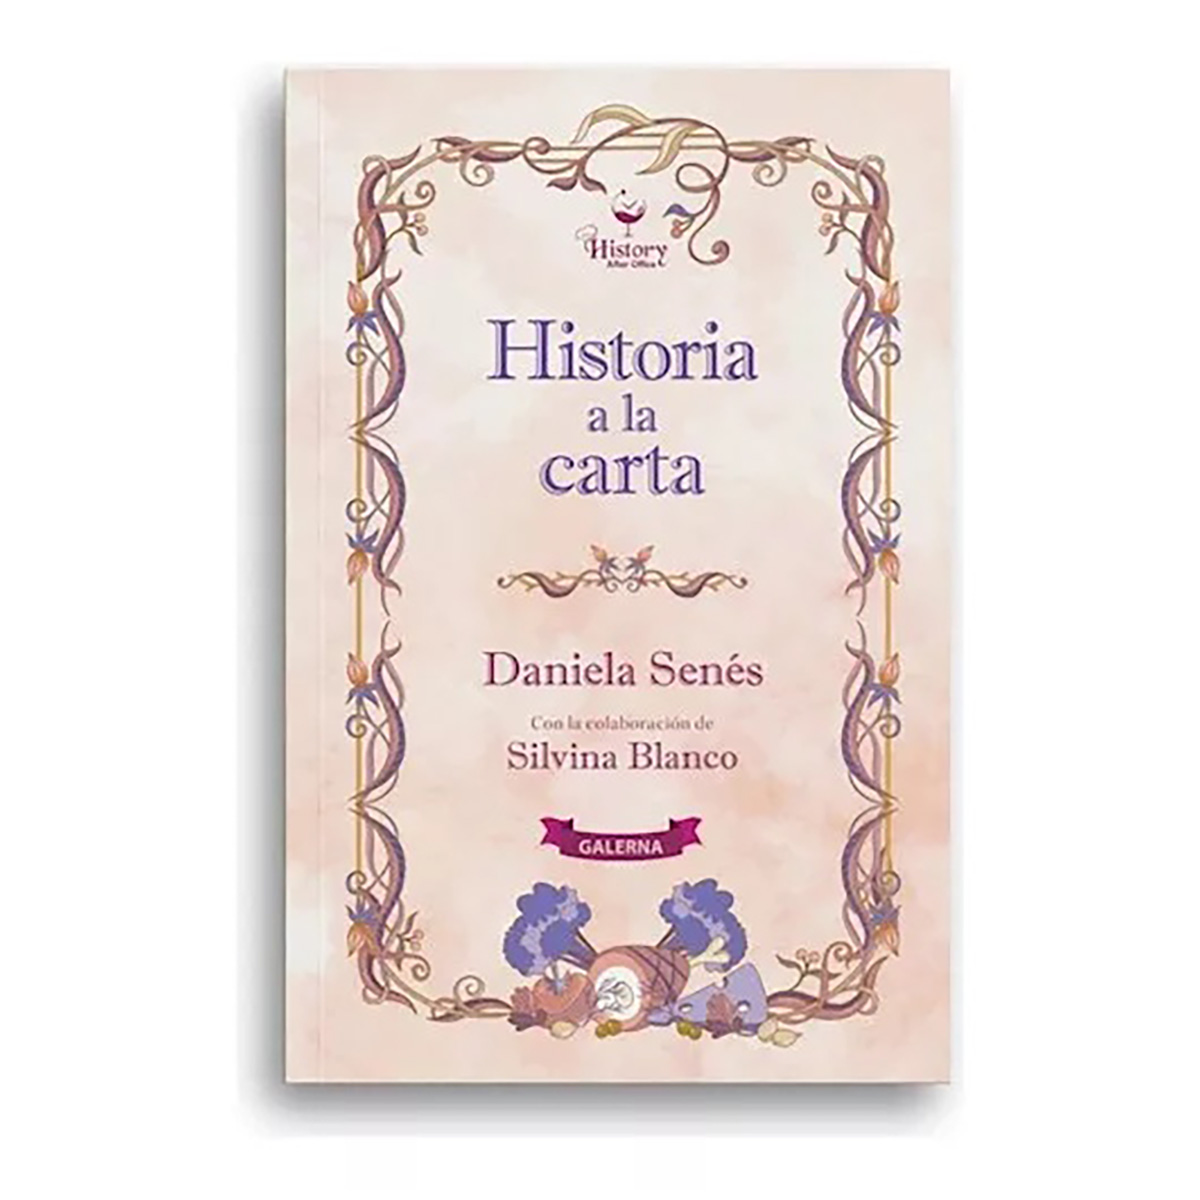 History
After Office
Historia
a la
carta
Daniela Senés
Con la colaboración de
Silvina Blanco
GALERNA